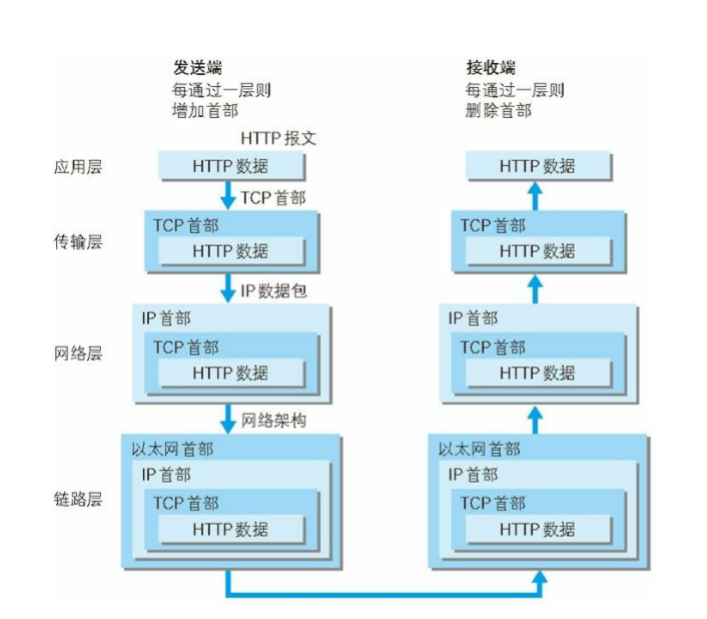 发送端
每通过一层则
增加首部
接收端
每通过一层则
删除首部
HTTP 报文
应用层
HTTP 数据
HTTP 数据
TCP 首部
传输层
TCP 首部
HTTP 数据
TCP 首部
HTTP 数据
IP 数据包
网络层
IP 首部
TCP 首部
HTTP 数据
IP 首部
TCP 首部
HTTP 数据
网络架构
链路层
以太网首部
IP 首部
TCP 首部
HTTP 数据
以太网首部
IP 首部
TCP 首部
HTTP 数据